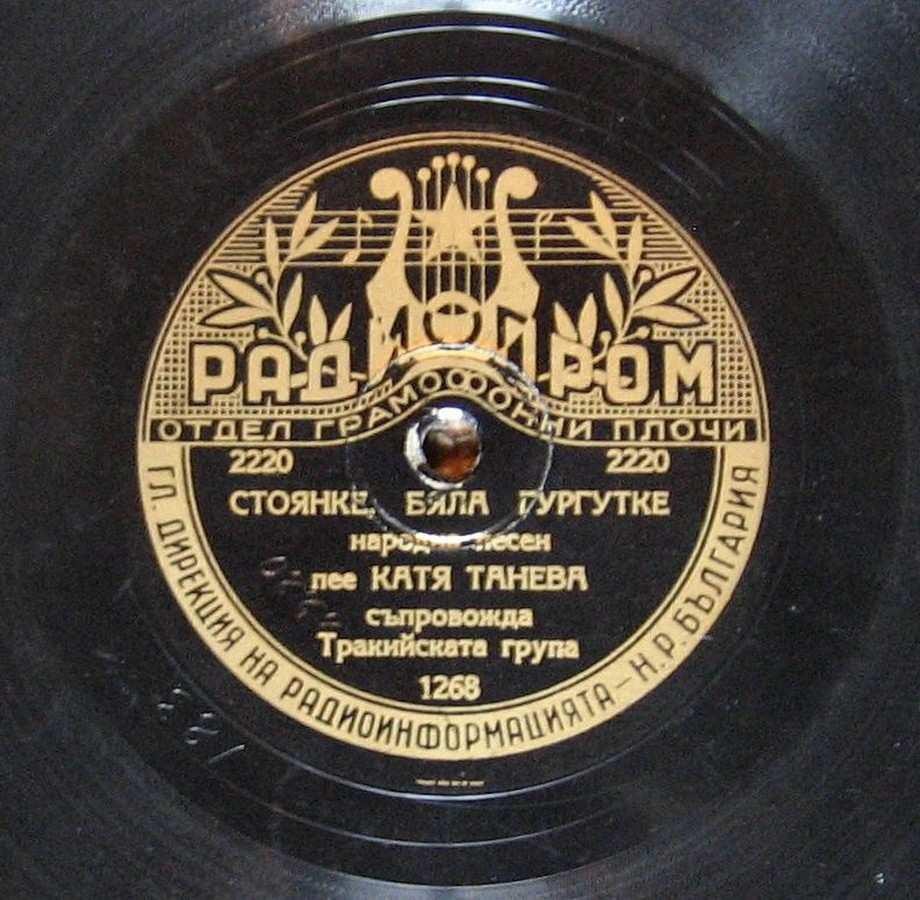 РАДИОПРОМ
ОТДЕЛ ГРАМОФОННИ ПЛОЧИ
2220 2220
СТОЯНКЕ, БЯЛА ГУРГУТКЕ
народна песен
пее КАТЯ ТАНЕВА
съпровожда
Тракийската група
1268
ГЛ. ДИРЕКЦИЯ НА РАДИОИНФОРМАЦИЯТА – Н.Р. БЪЛГАРИЯ